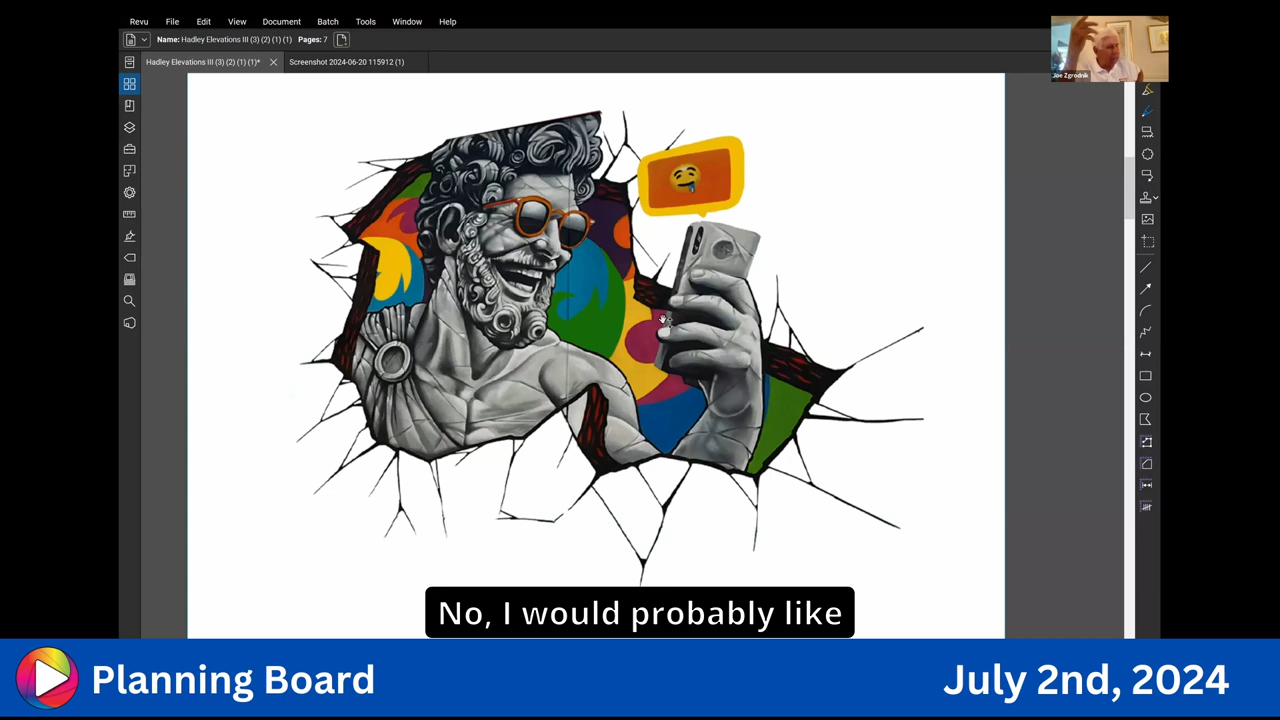 Revu File Edit View Document Batch Tools Window Help
Name: Hadley Elevations III (3) (2) (1) (1) Pages: 7
Hadley Elevations III (3) (2) (1) (1)* Screenshot 2024-06-20 115912 (1)
Joe Zgrodnik
No, I would probably like
Planning Board July 2nd, 2024